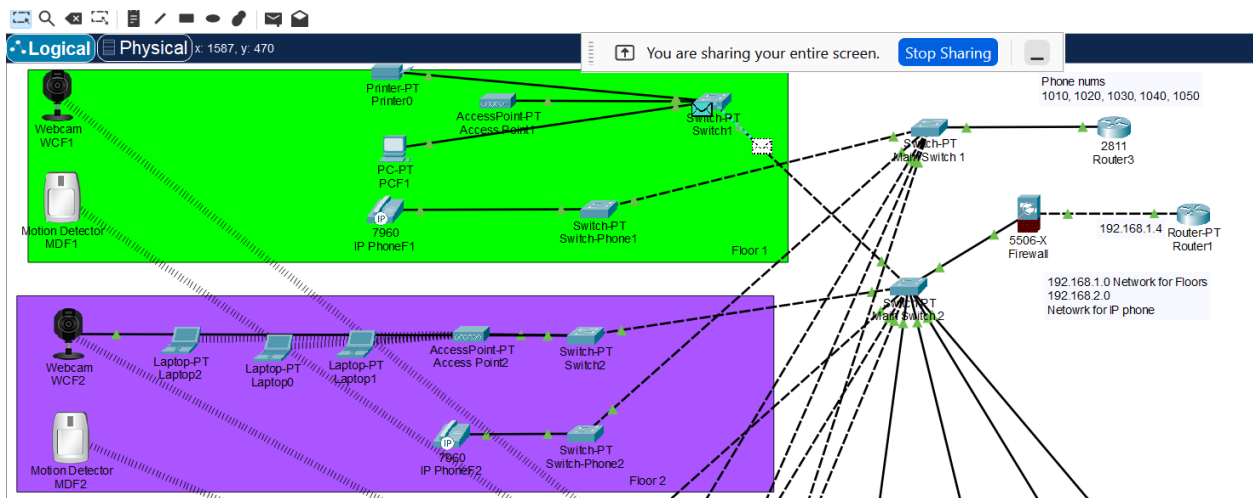 Logical
Physical
x: 1587, y: 470
You are sharing your entire screen.
Stop Sharing
Webcam
WCF1
Motion Detector
MDF1
Printer-PT
Printer0
AccessPoint-PT
Access Point1
PC-PT
PCF1
IP
7960
IP PhoneF1
Switch-PT
Switch1
Switch-PT
Switch-Phone1
Floor 1
Phone nums
1010, 1020, 1030, 1040, 1050
Switch-PT
Main Switch 1
2811
Router3
5506-X
Firewall
192.168.1.4
Router-PT
Router1
Switch-PT
Main Switch2
192.168.1.0 Network for Floors
192.168.2.0
Netowrk for IP phone
Webcam
WCF2
Laptop-PT
Laptop2
Laptop-PT
Laptop0
Laptop-PT
Laptop1
AccessPoint-PT
Access Point2
Switch-PT
Switch2
Motion Detector
MDF2
IP
7960
IP PhoneF2
Switch-PT
Switch-Phone2
Floor 2